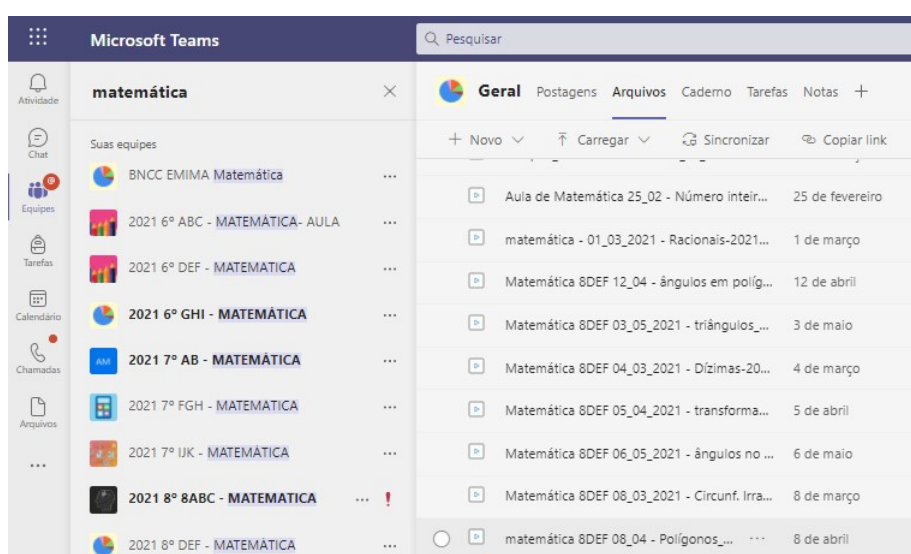 Microsoft Teams
Pesquisar
Atividade
Chat
Equipes
Tarefas
Calendário
Chamadas
Arquivos
matemática
Suas equipes
BNCC EMIMA Matemática
2021 6º ABC - MATEMÁTICA- AULA
2021 6º DEF - MATEMATICA
2021 6º GHI - MATEMÁTICA
AM
2021 7º AB - MATEMÁTICA
2021 7º FGH - MATEMATICA
2021 7º IJK - MATEMÁTICA
2021 8º 8ABC - MATEMATICA
2021 8º DEF - MATEMÁTICA
Geral Postagens Arquivos Caderno Tarefas Notas
Novo Carregar Sincronizar Copiar link
Aula de Matemática 25_02 - Número inteir... 25 de fevereiro
matemática - 01_03_2021 - Racionais-2021... 1 de março
Matemática 8DEF 12_04 - ângulos em políg... 12 de abril
Matemática 8DEF 03_05_2021 - triângulos_... 3 de maio
Matemática 8DEF 04_03_2021 - Dízimas-20... 4 de março
Matemática 8DEF 05_04_2021 - transforma... 5 de abril
Matemática 8DEF 06_05_2021 - ângulos no ... 6 de maio
Matemática 8DEF 08_03_2021 - Circunf. Irra... 8 de março
matemática 8DEF 08_04 - Polígonos_... 8 de abril